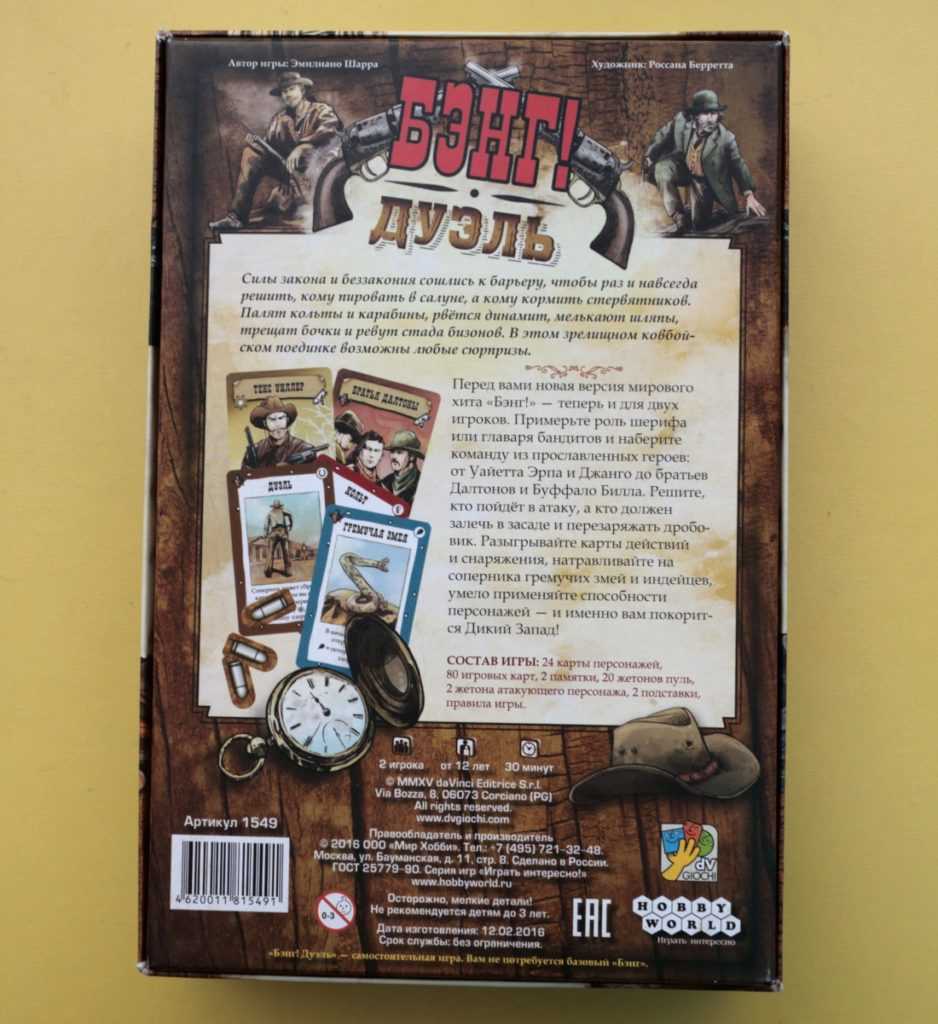 Автор игры: Эмилиано Шарра
Художник: Россана Берретта
БЭНГ!
ДУЭЛЬ
Силы закона и беззакония сошлись к барьеру, чтобы раз и навсегда
решить, кому пировать в салуне, а кому кормить стервятников.
Палят кольты и карабины, рвётся динамит, мелькают шляпы,
трещат бочки и ревут стада бизонов. В этом зрелищном ковбой-
ском поединке возможны любые сюрпризы.
ТЕКС УИЛЛЕР
БРАТЬЯ ДАЛТОНЫ
ДУЭЛЬ
КОЛЬТ
ГРЕМУЧАЯ ЗМЕЯ
Перед вами новая версия мирового
хита «Бэнг!» — теперь и для двух
игроков. Примерьте роль шерифа
или главаря бандитов и наберите
команду из прославленных героев:
от Уайетта Эрпа и Джанго до братьев
Далтонов и Буффало Билла. Решите,
кто пойдёт в атаку, а кто должен
залечь в засаде и перезаряжать дробо-
вик. Разыгрывайте карты действий
и снаряжения, натравливайте на
соперника гремучих змей и индейцев,
умело применяйте способности
персонажей — и именно вам покорит-
ся Дикий Запад!
СОСТАВ ИГРЫ: 24 карты персонажей,
80 игровых карт, 2 памятки, 20 жетонов пуль,
2 жетона атакующего персонажа, 2 подставки,
правила игры.
2 игрока от 12 лет 30 минут
© MMXV daVinci Editrice S.r.l.
Via Bozza, 8, 06073 Corciano (PG)
All rights reserved.
www.dvgiochi.com
Артикул 1549
4620011815491
Правообладатель и производитель
© 2016 ООО «Мир Хобби». Тел.: +7 (495) 721-32-48.
Москва, ул. Бауманская, д. 11, стр. 8. Сделано в России.
ГОСТ 25779-90. Серия игр «Играть интересно!»
www.hobbyworld.ru
0-3
Осторожно, мелкие детали!
Не рекомендуется детям до 3 лет.
Дата изготовления: 12.02.2016
Срок службы: без ограничения.
EAC
dv
GIOCHI
HOBBY
WORLD
Играть интересно
«Бэнг! Дуэль» — самостоятельная игра. Вам не потребуется базовый «Бэнг».